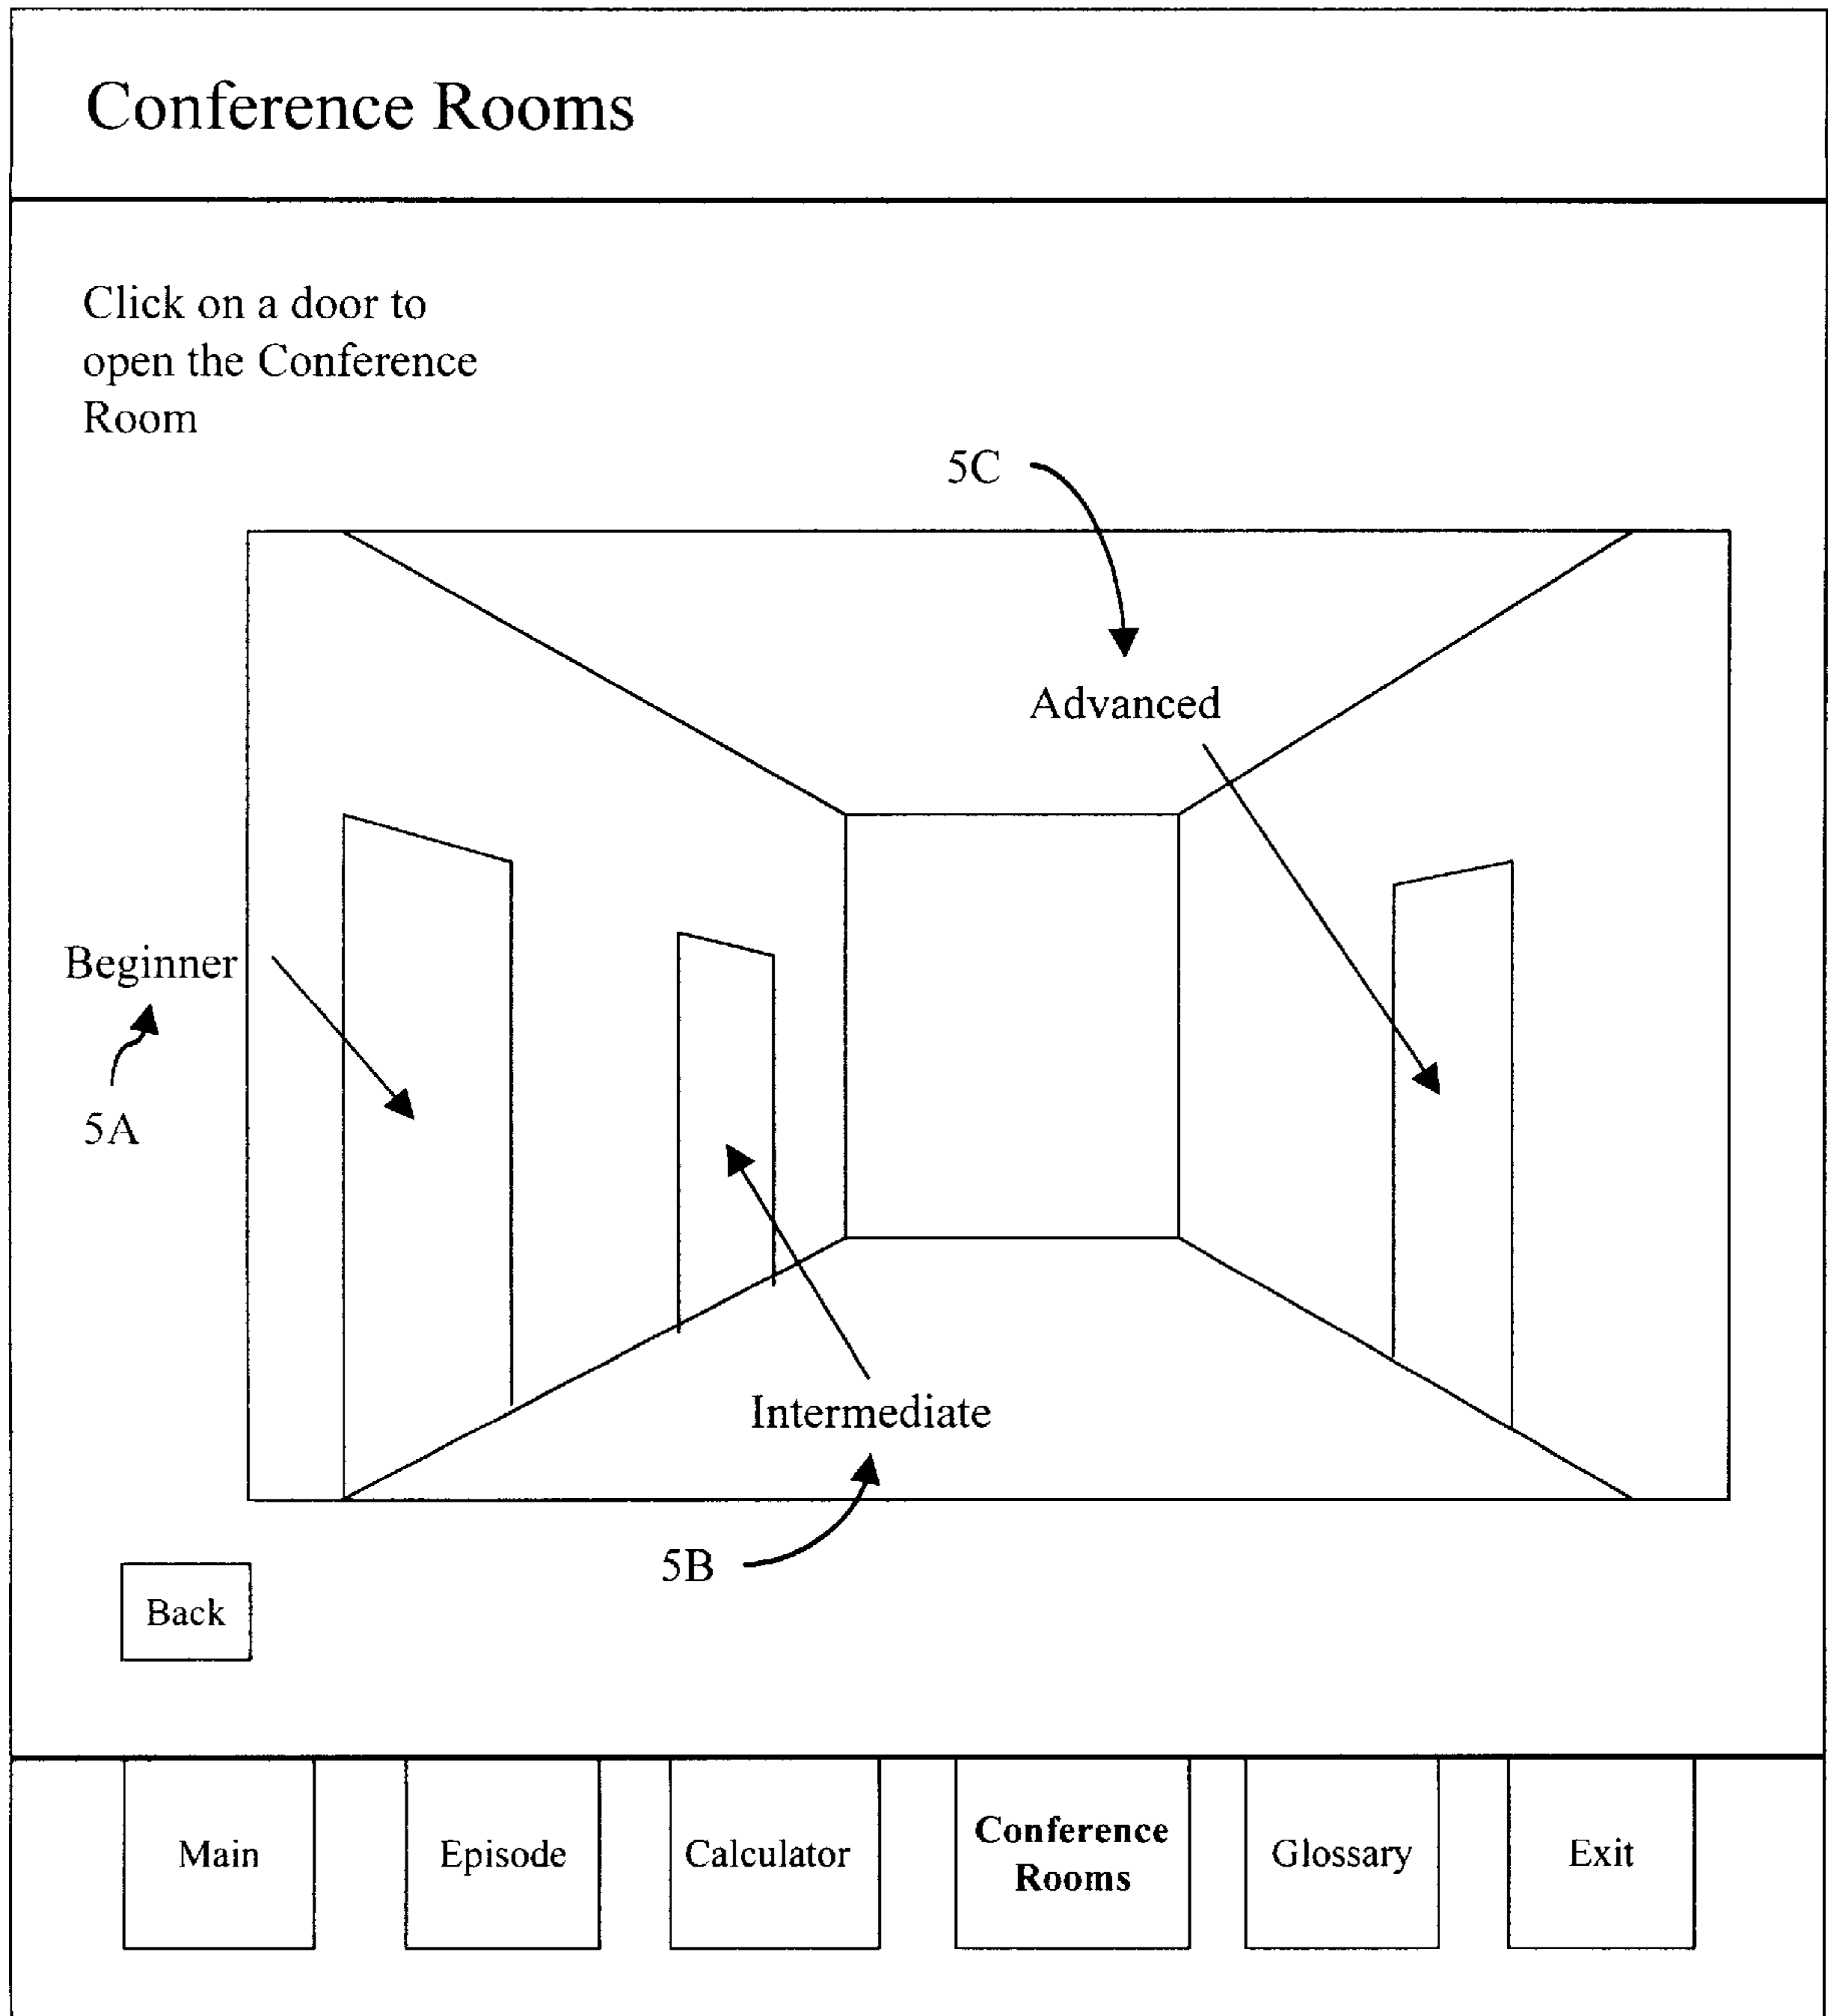 Conference Rooms
Click on a door to
open the Conference
Room
5C
Advanced
Beginner
5A
Intermediate
5B
Back
Main
Episode
Calculator
Conference
Rooms
Glossary
Exit